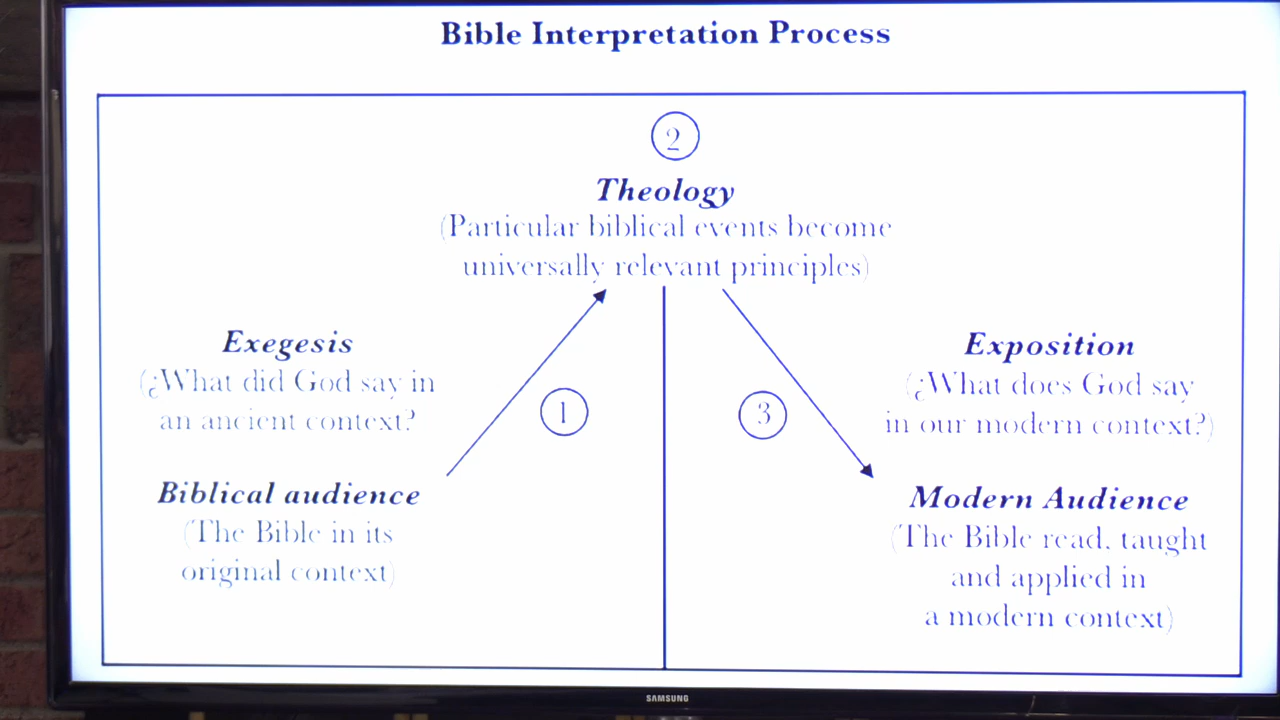 Bible Interpretation Process
2
Theology
(Particular biblical events become
universally relevant principles)
Exegesis
(¿What did God say in
an ancient context?
Biblical audience
(The Bible in its
original context)
1
3
Exposition
(¿What does God say
in our modern context?)
Modern Audience
(The Bible read, taught
and applied in
a modern context)
SAMSUNG